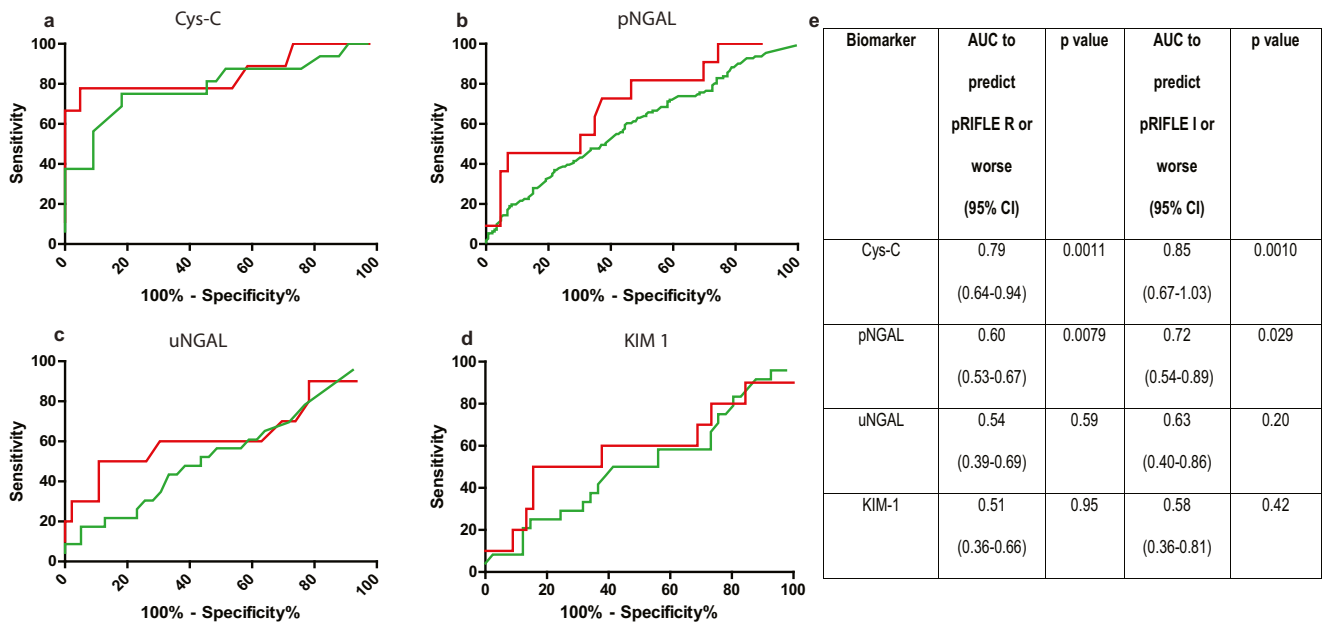 a
Cys-C
100
80
60
40
20
0
Sensitivity
0 20 40 60 80 100
100% - Specificity%
b
pNGAL
100
80
60
40
20
0
Sensitivity
0 20 40 60 80 100
100% - Specificity%
c
uNGAL
100
80
60
40
20
0
Sensitivity
0 20 40 60 80 100
100% - Specificity%
d
KIM 1
100
80
60
40
20
0
Sensitivity
0 20 40 60 80 100
100% - Specificity%
e
Biomarker AUC to p value AUC to p value
predict predict
pRIFLE R or pRIFLE I or
worse worse
(95% CI) (95% CI)
Cys-C 0.79 0.0011 0.85 0.0010
(0.64-0.94) (0.67-1.03)
pNGAL 0.60 0.0079 0.72 0.029
(0.53-0.67) (0.54-0.89)
uNGAL 0.54 0.59 0.63 0.20
(0.39-0.69) (0.40-0.86)
KIM-1 0.51 0.95 0.58 0.42
(0.36-0.66) (0.36-0.81)